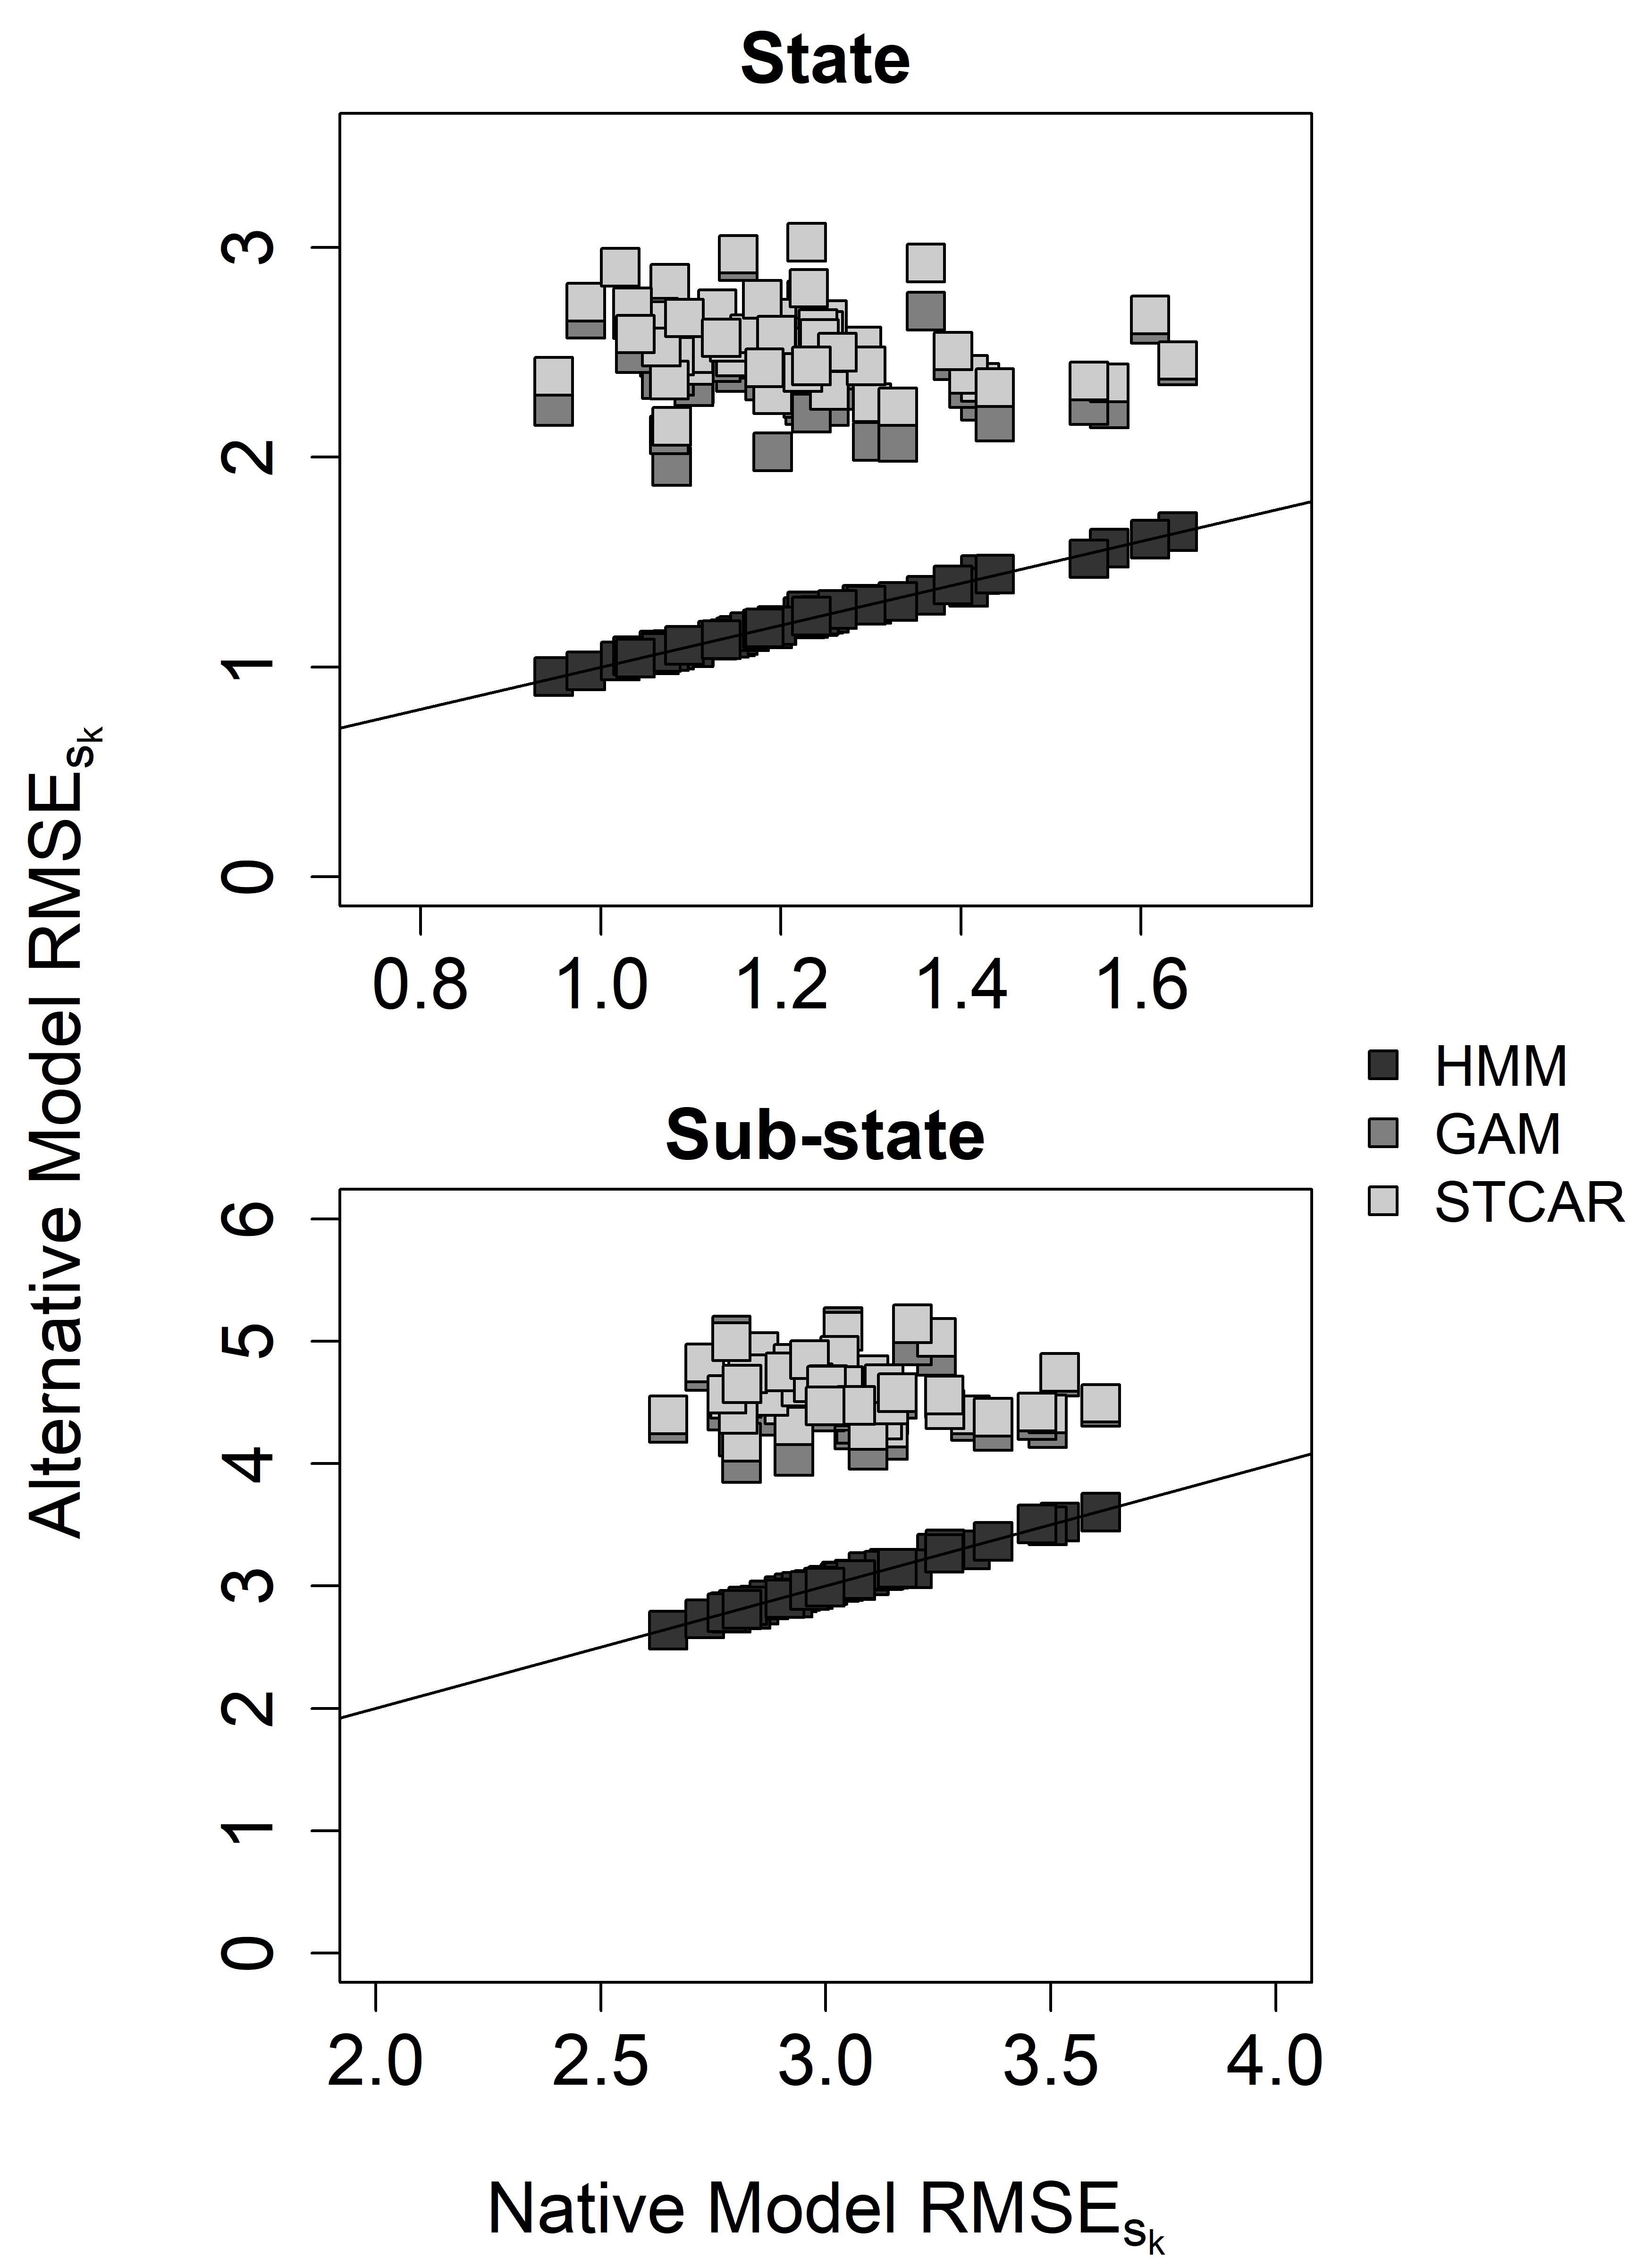 State
3
2
1
0
0.8 1.0 1.2 1.4 1.6
Alternative Model RMSEsk
HMM
GAM
STCAR
Sub-state
6
5
4
3
2
1
0
2.0 2.5 3.0 3.5 4.0
Native Model RMSEsk